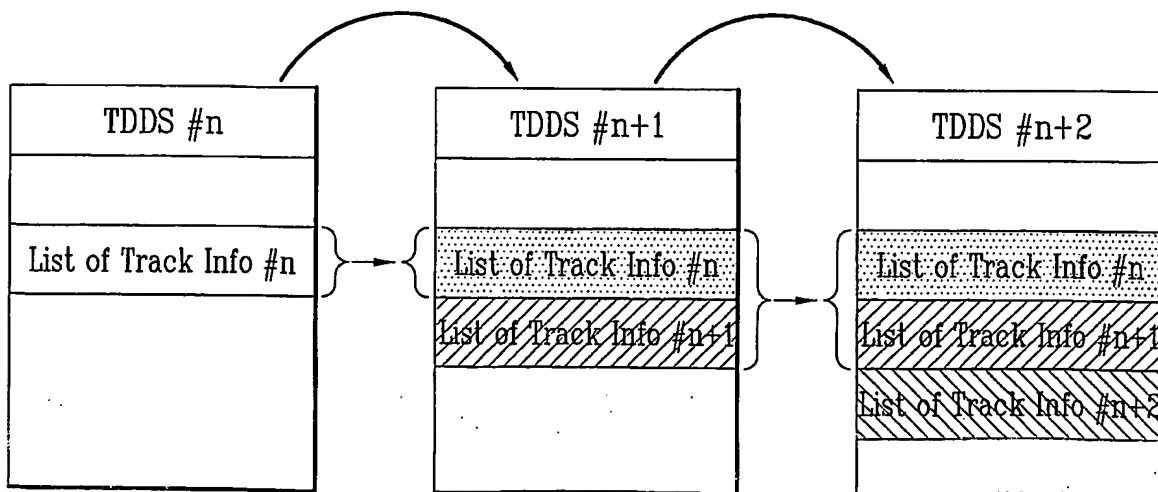 TDDS #n
List of Track Info #n
TDDS #n+1
List of Track Info #n
List of Track Info #n+1
TDDS #n+2
List of Track Info #n
List of Track Info #n+1
List of Track Info #n+2